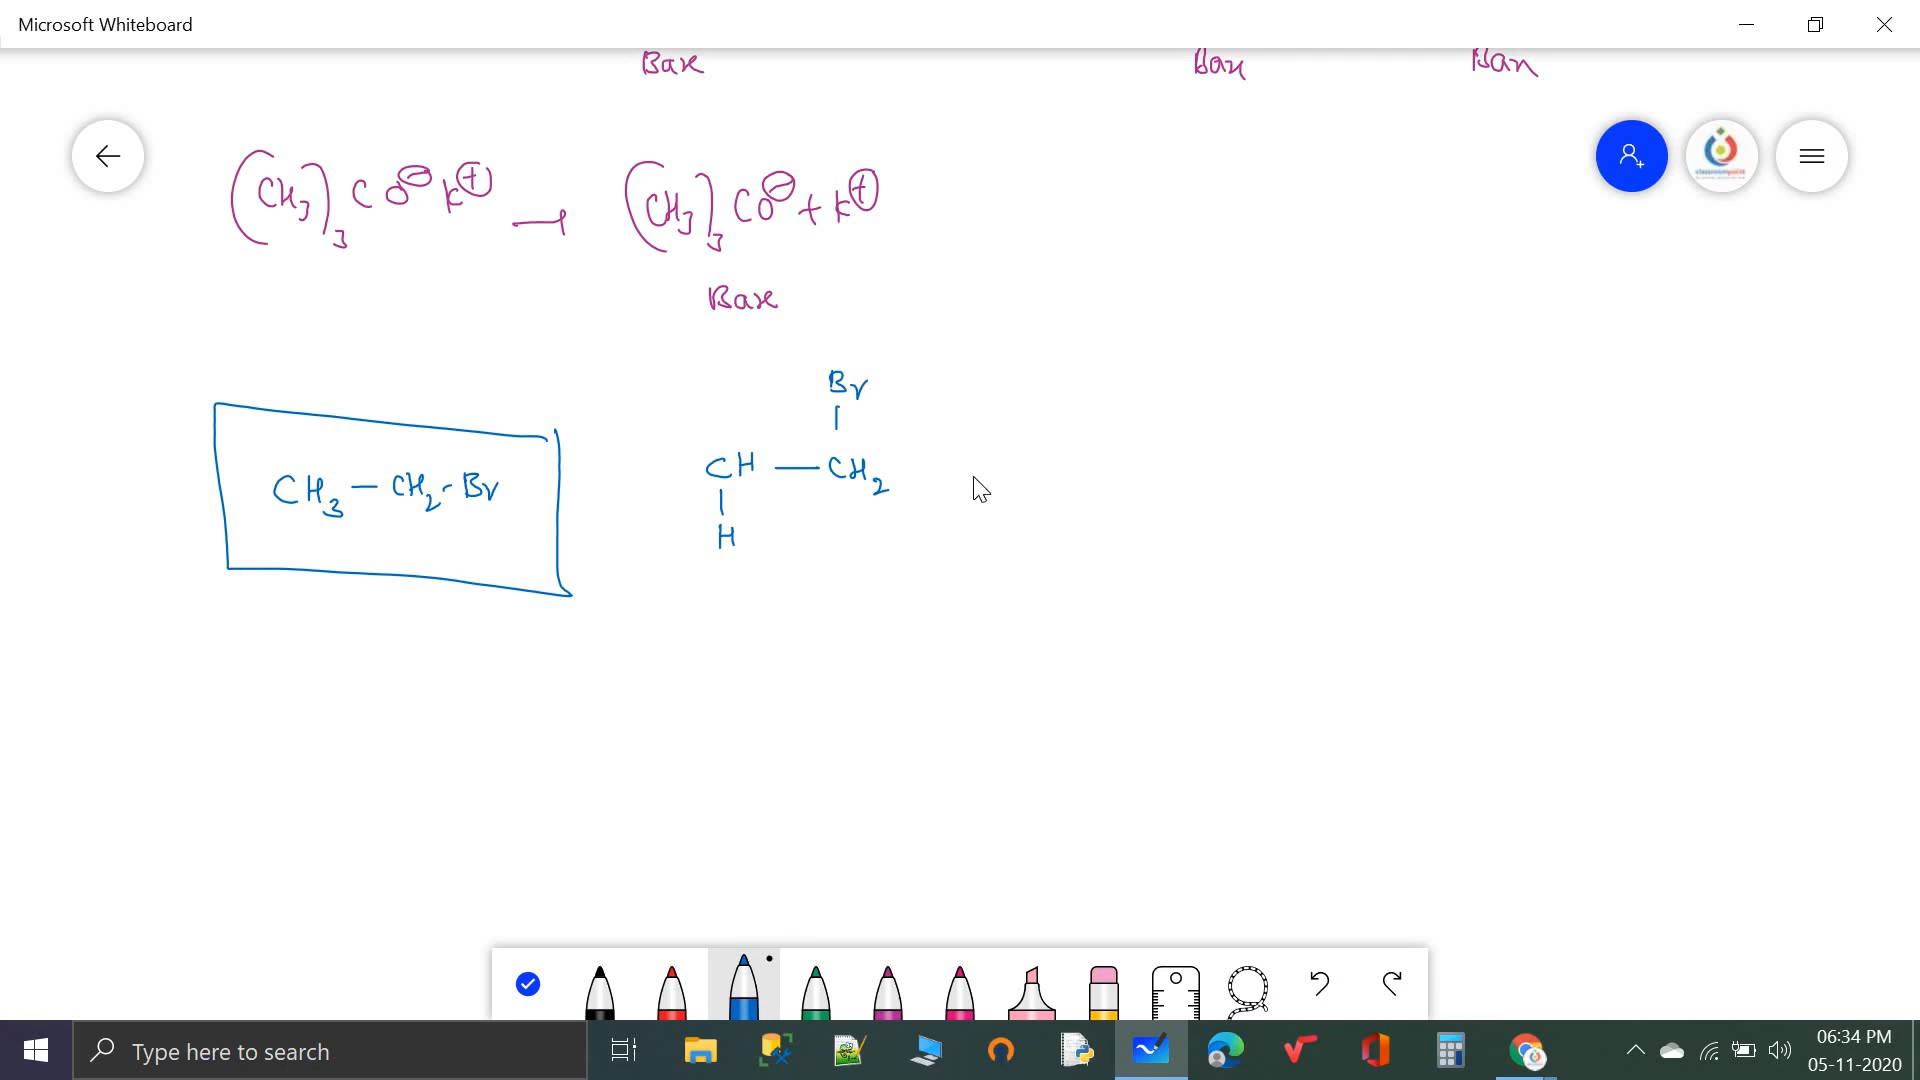 Microsoft Whiteboard
Base Base Base
(CH₃)₃CO⊖K⊕ → (CH₃)₃CO⊖ + K⊕
Base
Br
|
CH₃ — CH₂ - Br
CH — CH₂
|
H
Type here to search
06:34 PM
05-11-2020